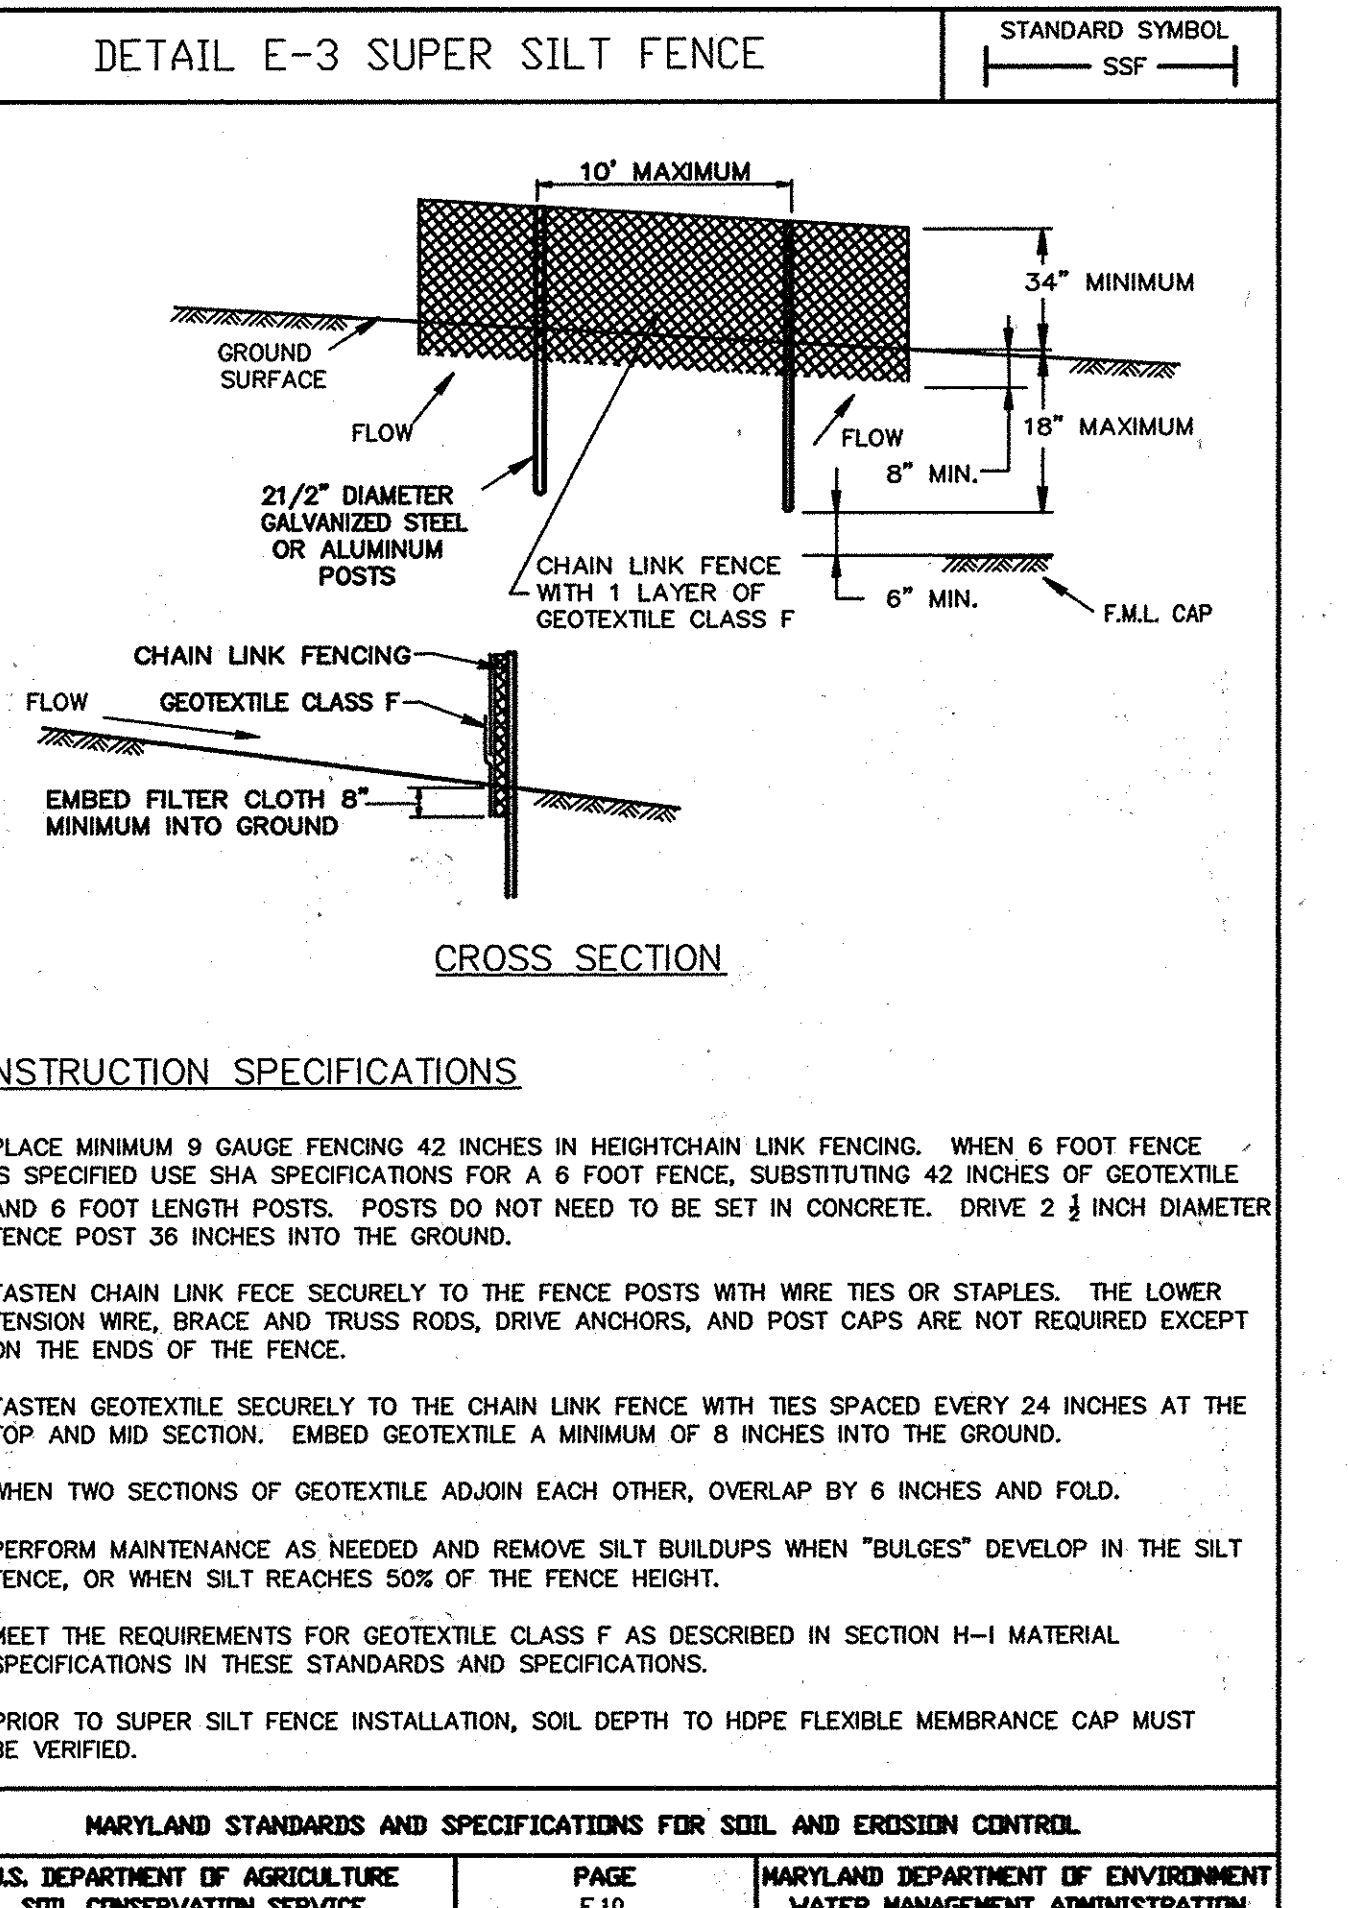 DETAIL E-3 SUPER SILT FENCE
STANDARD SYMBOL
SSF
10' MAXIMUM
34" MINIMUM
GROUND
SURFACE
FLOW
FLOW
18" MAXIMUM
8" MIN.
21/2" DIAMETER
GALVANIZED STEEL
OR ALUMINUM
POSTS
CHAIN LINK FENCE
WITH 1 LAYER OF
GEOTEXTILE CLASS F
6" MIN.
F.M.L. CAP
CHAIN LINK FENCING
FLOW
GEOTEXTILE CLASS F
EMBED FILTER CLOTH 8"
MINIMUM INTO GROUND
CROSS SECTION
NSTRUCTION SPECIFICATIONS
PLACE MINIMUM 9 GAUGE FENCING 42 INCHES IN HEIGHTCHAIN LINK FENCING. WHEN 6 FOOT FENCE
S SPECIFIED USE SHA SPECIFICATIONS FOR A 6 FOOT FENCE, SUBSTITUTING 42 INCHES OF GEOTEXTILE
AND 6 FOOT LENGTH POSTS. POSTS DO NOT NEED TO BE SET IN CONCRETE. DRIVE 2 ½ INCH DIAMETER
FENCE POST 36 INCHES INTO THE GROUND.
FASTEN CHAIN LINK FECE SECURELY TO THE FENCE POSTS WITH WIRE TIES OR STAPLES. THE LOWER
TENSION WIRE, BRACE AND TRUSS RODS, DRIVE ANCHORS, AND POST CAPS ARE NOT REQUIRED EXCEPT
ON THE ENDS OF THE FENCE.
FASTEN GEOTEXTILE SECURELY TO THE CHAIN LINK FENCE WITH TIES SPACED EVERY 24 INCHES AT THE
TOP AND MID SECTION. EMBED GEOTEXTILE A MINIMUM OF 8 INCHES INTO THE GROUND.
WHEN TWO SECTIONS OF GEOTEXTILE ADJOIN EACH OTHER, OVERLAP BY 6 INCHES AND FOLD.
PERFORM MAINTENANCE AS NEEDED AND REMOVE SILT BUILDUPS WHEN "BULGES" DEVELOP IN THE SILT
FENCE, OR WHEN SILT REACHES 50% OF THE FENCE HEIGHT.
MEET THE REQUIREMENTS FOR GEOTEXTILE CLASS F AS DESCRIBED IN SECTION H-I MATERIAL
SPECIFICATIONS IN THESE STANDARDS AND SPECIFICATIONS.
PRIOR TO SUPER SILT FENCE INSTALLATION, SOIL DEPTH TO HDPE FLEXIBLE MEMBRANCE CAP MUST
BE VERIFIED.
MARYLAND STANDARDS AND SPECIFICATIONS FOR SOIL AND EROSION CONTROL
U.S. DEPARTMENT OF AGRICULTURE
SOIL CONSERVATION SERVICE
PAGE
MARYLAND DEPARTMENT OF ENVIRONMENT
WATER MANAGEMENT ADMINISTRATION